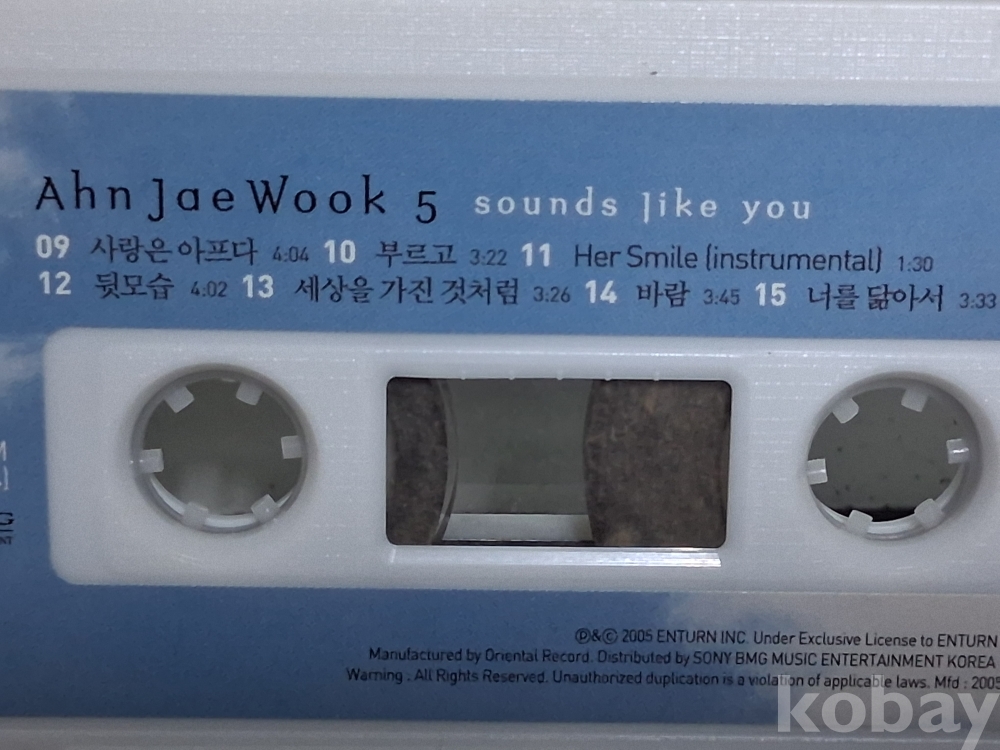 Ahn Jae Wook 5 sounds like you
09 사랑은 아프다 4:04 10 부르고 3:22 11 Her Smile (instrumental) 1:30
12 뒷모습 4:02 13 세상을 가진 것처럼 3:26 14 바람 3:45 15 너를 닮아서 3:33
℗&© 2005 ENTURN INC. Under Exclusive License to ENTURN
Manufactured by Oriental Record. Distributed by SONY BMG MUSIC ENTERTAINMENT KOREA
Warning : All Rights Reserved. Unauthorized duplication is a violation of applicable laws. Mfd : 2005
kobay